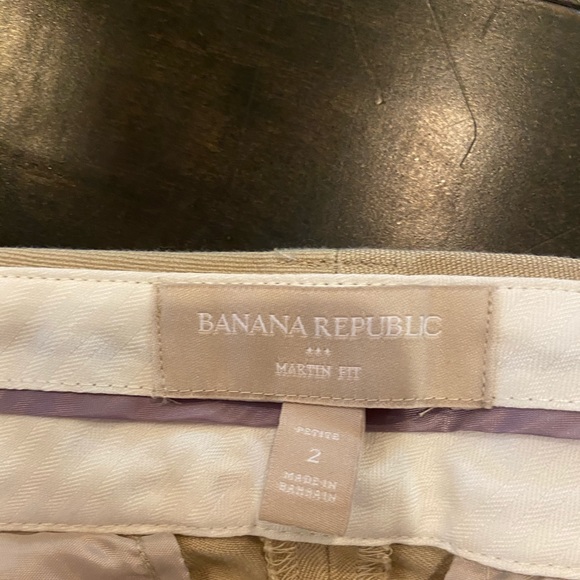 BANANA REPUBLIC
***
MARTIN FIT
PETITE
2
MADE IN
BAHRAIN